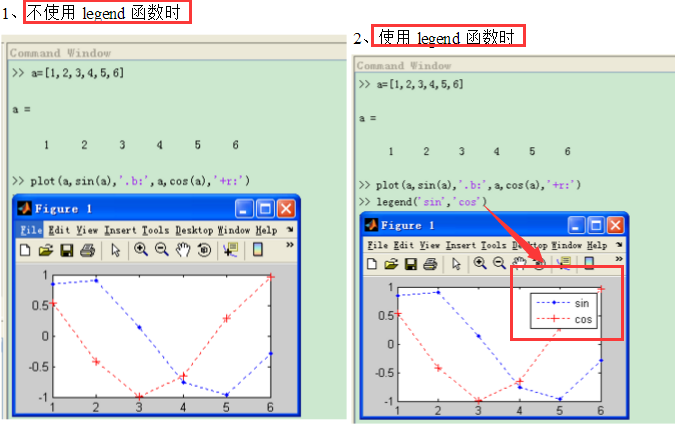 1、不使用 legend 函数时
Command Window
>> a=[1,2,3,4,5,6]
a =
1 2 3 4 5 6
>> plot(a,sin(a),'.b:',a,cos(a),'+r:')
Figure 1
File Edit View Insert Tools Desktop Window Help
1
0.5
0
-0.5
-1
1 2 3 4 5 6
2、使用 legend 函数时
Command Window
>> a=[1,2,3,4,5,6]
a =
1 2 3 4 5 6
>> plot(a,sin(a),'.b:',a,cos(a),'+r:')
>> legend('sin','cos')
Figure 1
File Edit View Insert Tools Desktop Window Help
1
0.5
0
-0.5
-1
1 2 3 4 5 6
sin
cos